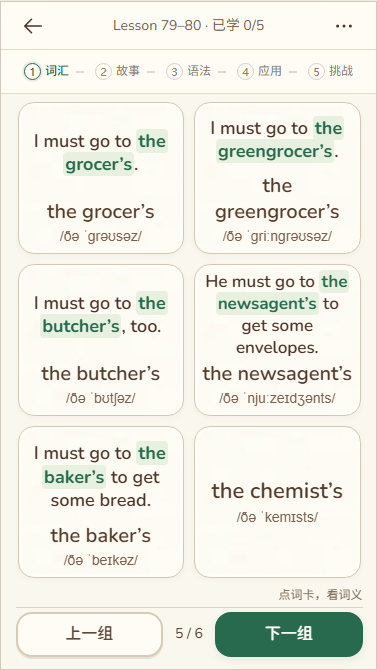 Lesson 79–80 · 已学 0/5
1 词汇 – 2 故事 – 3 语法 – 4 应用 – 5 挑战
I must go to the
grocer’s.
the grocer’s
/ðə ˈɡrəʊsəz/
I must go to the
greengrocer’s.
the
greengrocer’s
/ðə ˈɡriːnɡrəʊsəz/
I must go to the
butcher’s, too.
the butcher’s
/ðə ˈbʊtʃəz/
He must go to the
newsagent’s to
get some
envelopes.
the newsagent’s
/ðə ˈnjuːzeɪdʒənts/
I must go to the
baker’s to get
some bread.
the baker’s
/ðə ˈbeɪkəz/
the chemist’s
/ðə ˈkemɪsts/
点词卡，看词义
上一组
5 / 6
下一组